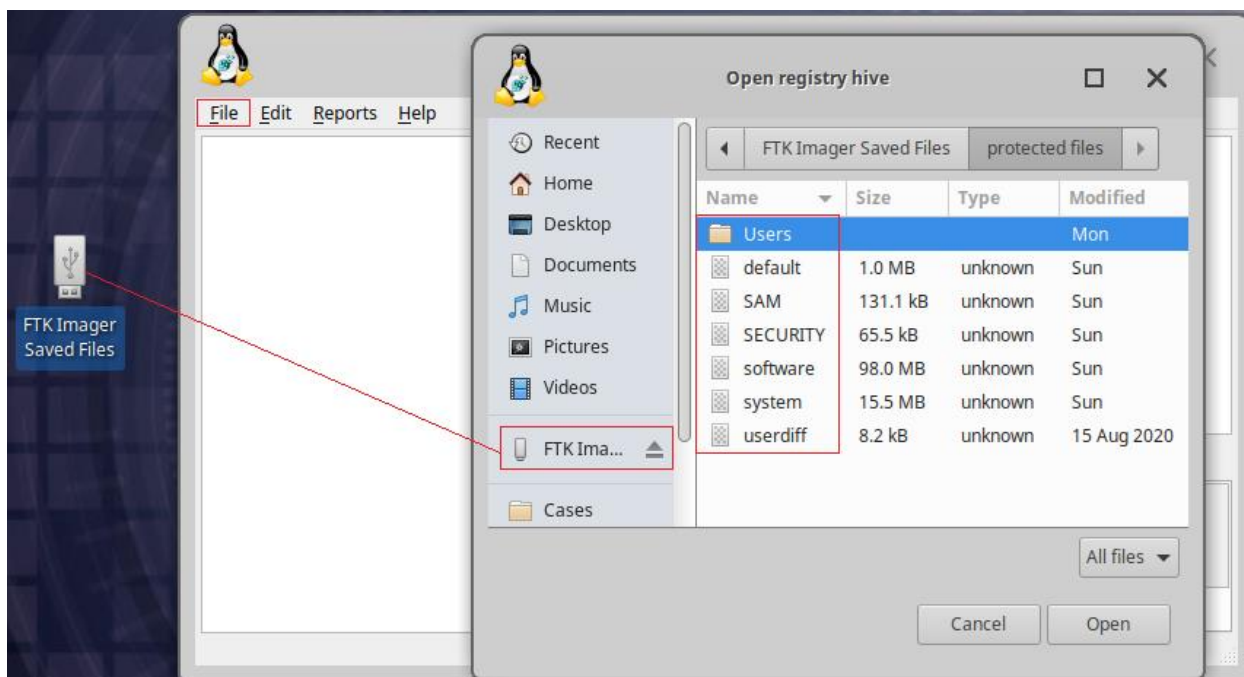 Open registry hive
File Edit Reports Help
FTK Imager
Saved Files
Recent
Home
Desktop
Documents
Music
Pictures
Videos
FTK Ima...
Cases
FTK Imager Saved Files protected files
Name Size Type Modified
Users Mon
default 1.0 MB unknown Sun
SAM 131.1 kB unknown Sun
SECURITY 65.5 kB unknown Sun
software 98.0 MB unknown Sun
system 15.5 MB unknown Sun
userdiff 8.2 kB unknown 15 Aug 2020
All files
Cancel Open